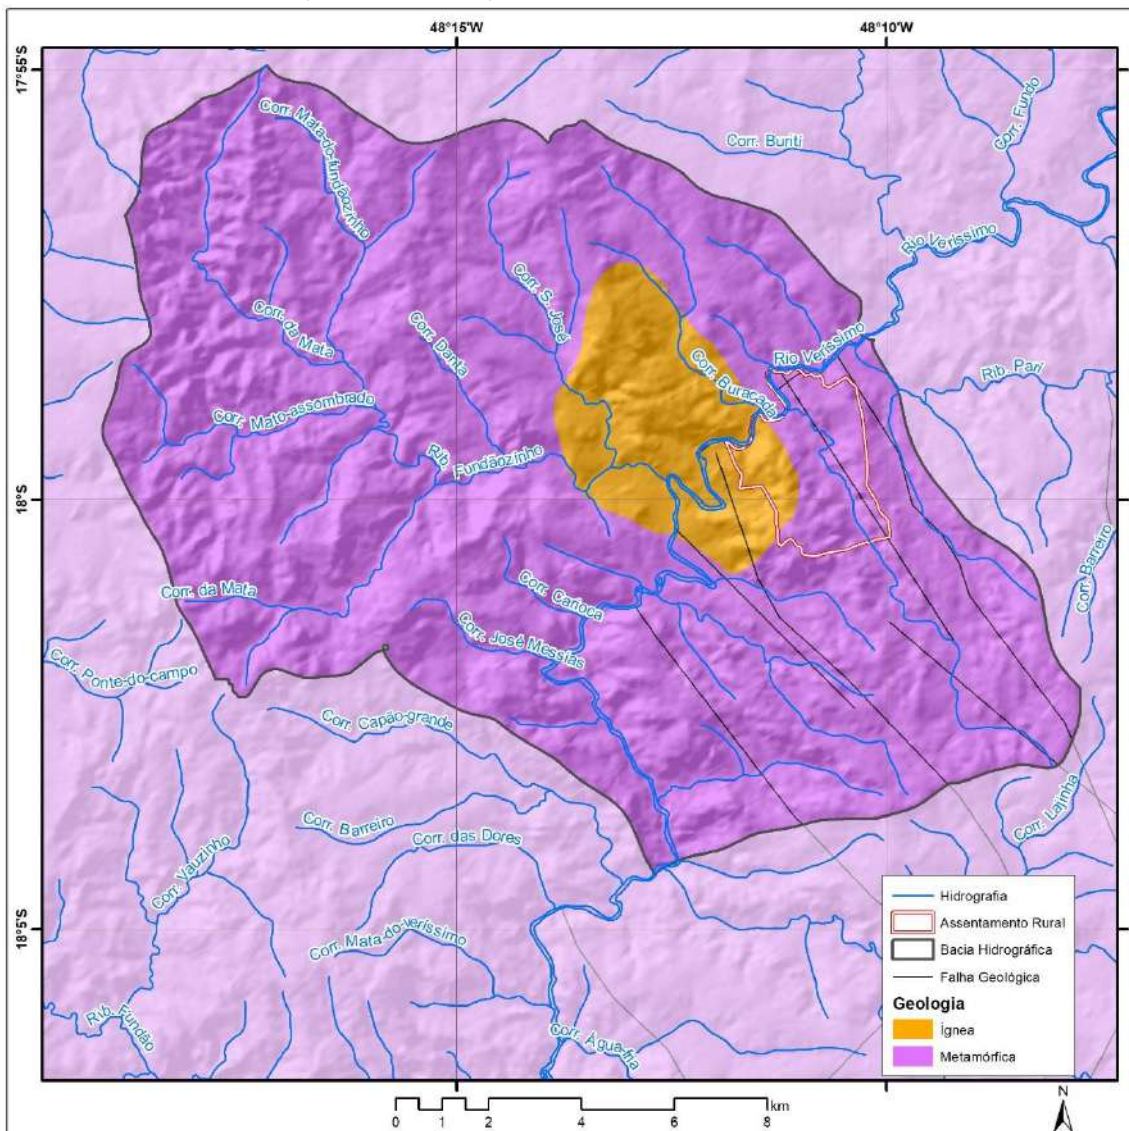 48°15'W
48°10'W
17°55'S
18°S
18°5'S
Corr. Mata-do-fundãozinho
Corr. Buriti
Corr. Fundo
Rio Veríssimo
Corr. S. José
Corr. da Mata
Corr. Danta
Rio Veríssimo
Rib. Parí
Corr. Buracada
Corr. Mato-assombrado
Rib. Fundãozinho
Corr. Barreiro
Corr. da Mata
Corr. Carioca
Corr. José Messías
Corr. Ponte-do-campo
Corr. Capão-grande
Corr. Lajinha
Corr. Barreiro
Corr. das Dores
Corr. Vauzinho
Corr. Mata-do-veríssimo
Rib. Fundão
Corr. Água-fria
Hidrografia
Assentamento Rural
Bacia Hidrográfica
Falha Geológica
Geologia
Ígnea
Metamórfica
0 1 2 4 6 8 km
N